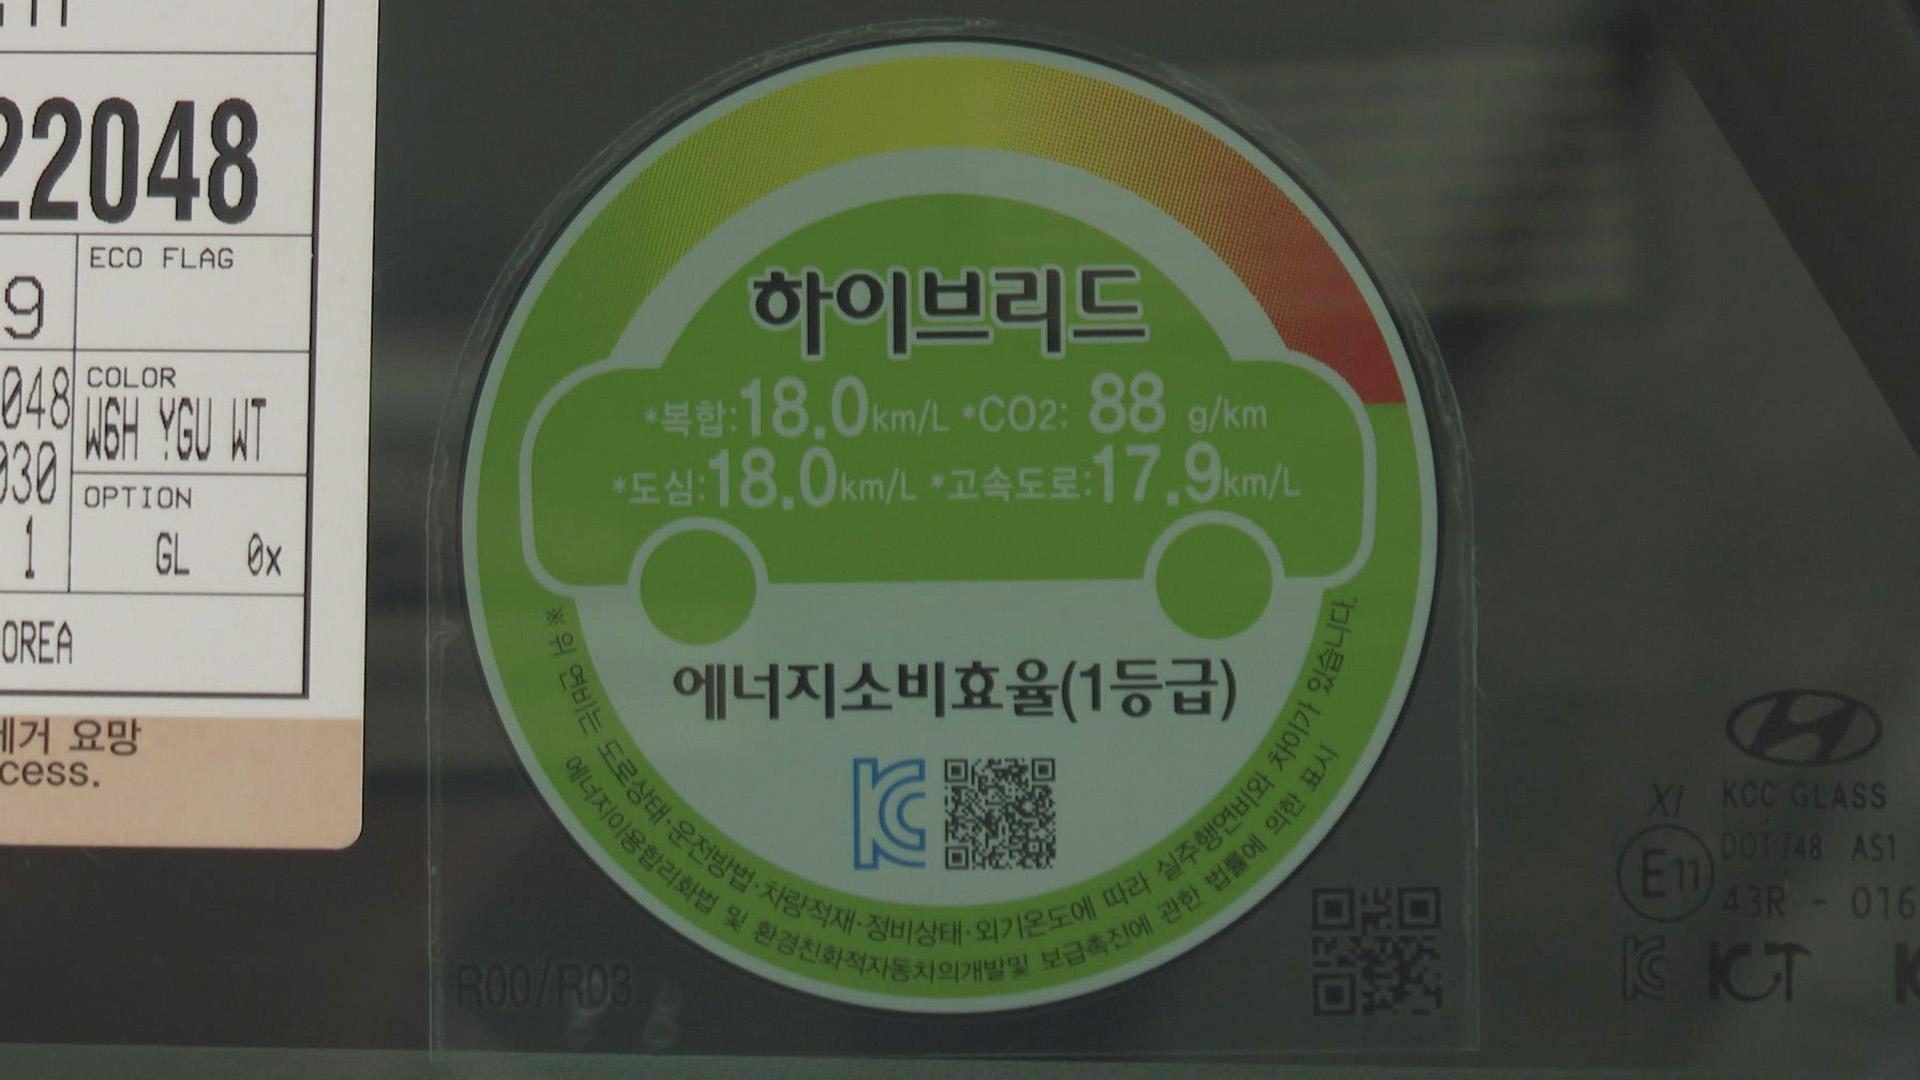 22048
9
ECO FLAG
048
COLOR
W6H YGU WT
030
OPTION
1
GL 0x
OREA
제거 요망
cess.
하이브리드
*복합:18.0km/L *CO2: 88 g/km
*도심:18.0km/L *고속도로:17.9km/L
에너지소비효율(1등급)
※ 위 연비는 도로상태·운전방법·차량적재·정비상태·외기온도에 따라 실주행연비와 차이가 있습니다.
에너지이용합리화법 및 환경친화적자동차의개발및 보급촉진에 관한 법률에 의한 표시
R00/R03
XI KCC GLASS
E11
DOT 748 AS1
43R - 016
KCT